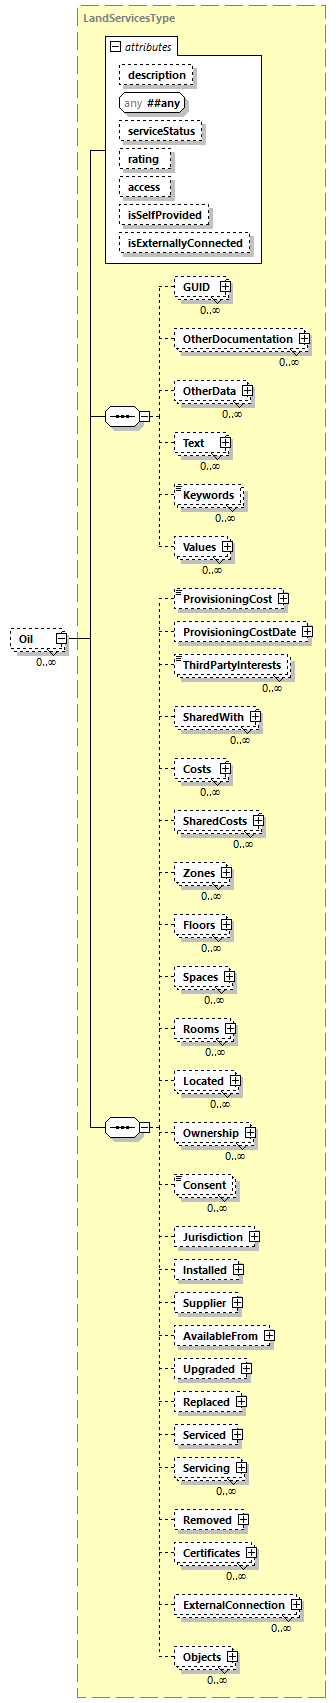 LandServicesType
attributes
description
any ##any
serviceStatus
rating
access
isSelfProvided
isExternallyConnected
GUID
0..∞
OtherDocumentation
0..∞
OtherData
0..∞
Text
0..∞
Keywords
0..∞
Values
0..∞
Oil
0..∞
ProvisioningCost
ProvisioningCostDate
ThirdPartyInterests
0..∞
SharedWith
0..∞
Costs
0..∞
SharedCosts
0..∞
Zones
0..∞
Floors
0..∞
Spaces
0..∞
Rooms
0..∞
Located
0..∞
Ownership
0..∞
Consent
0..∞
Jurisdiction
Installed
Supplier
AvailableFrom
Upgraded
Replaced
Serviced
Servicing
0..∞
Removed
Certificates
0..∞
ExternalConnection
0..∞
Objects
0..∞